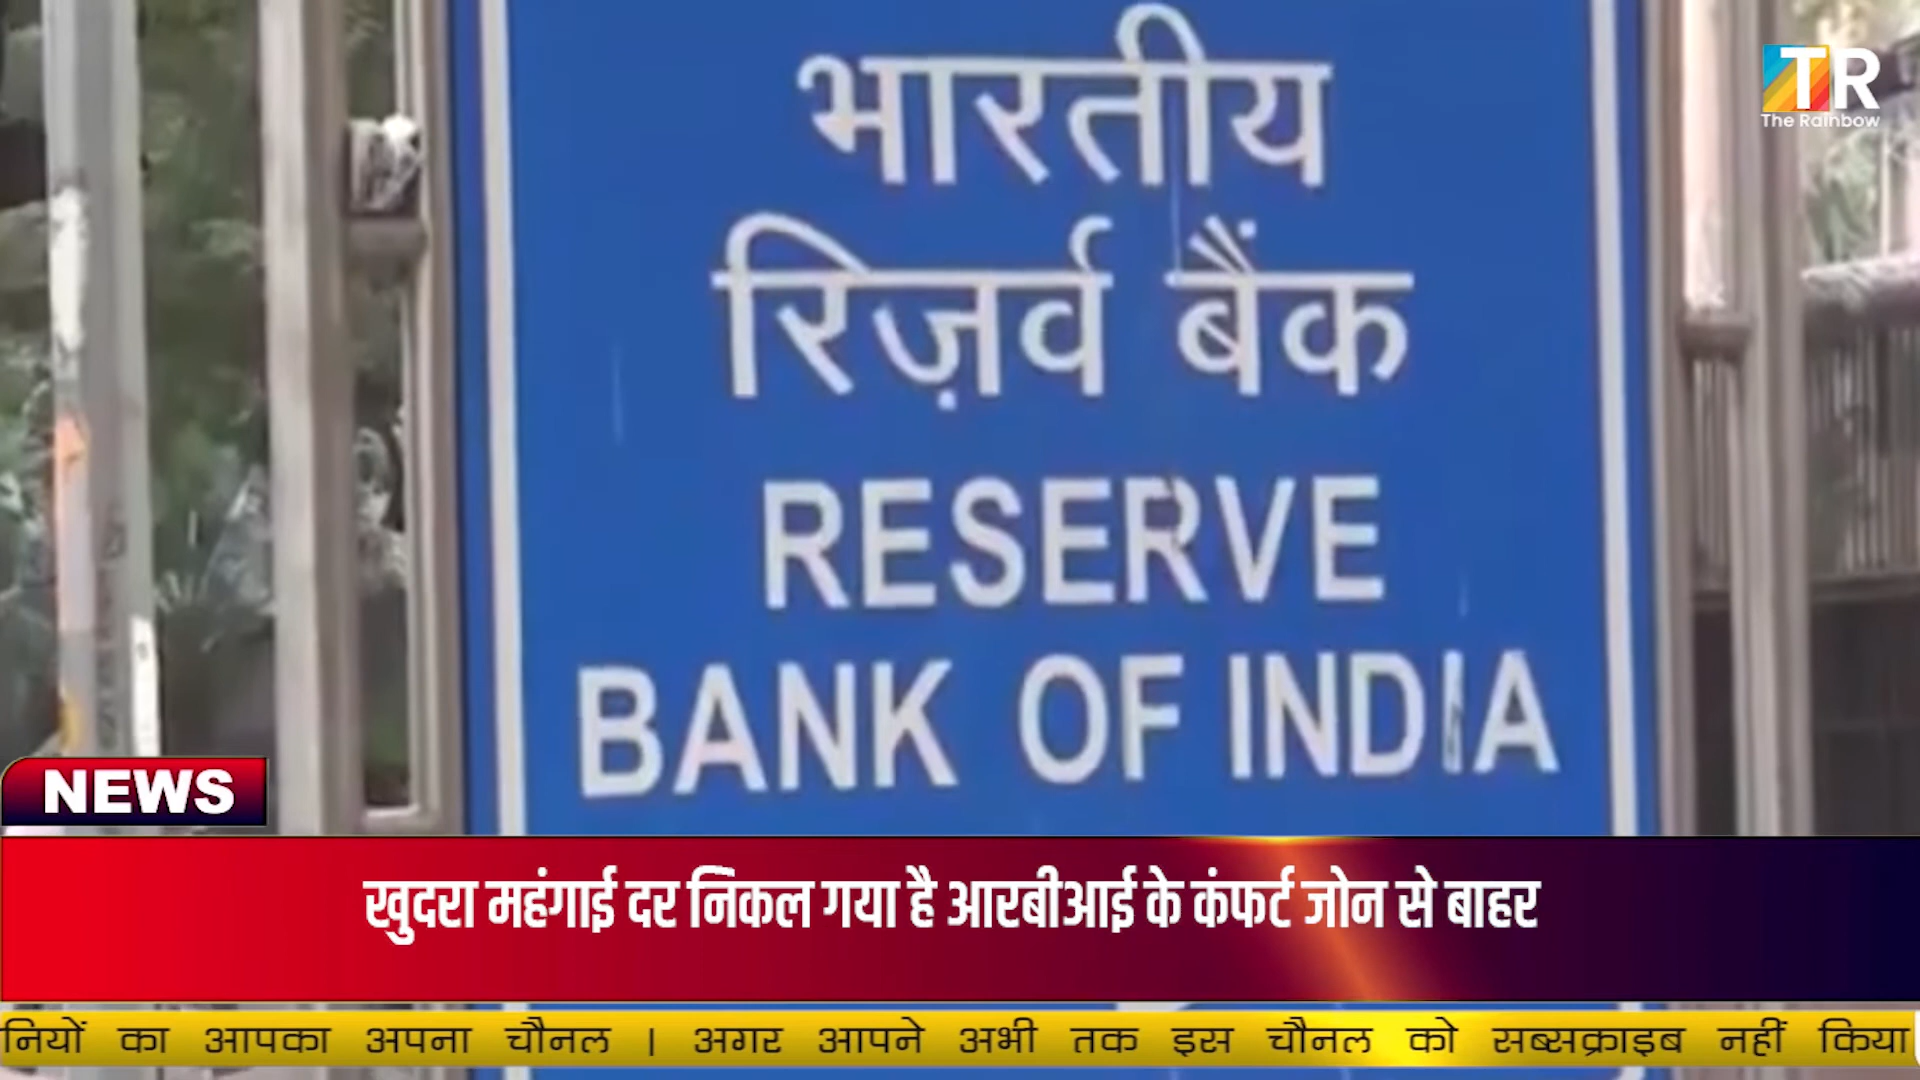 भारतीय
रिज़र्व बैंक
RESERVE
BANK OF INDIA
TR
The Rainbow
NEWS
खुदरा महंगाई दर निकल गया है आरबीआई के कंफर्ट जोन से बाहर
नियों का आपका अपना चौनल । अगर आपने अभी तक इस चौनल को सब्सक्राइब नहीं किया